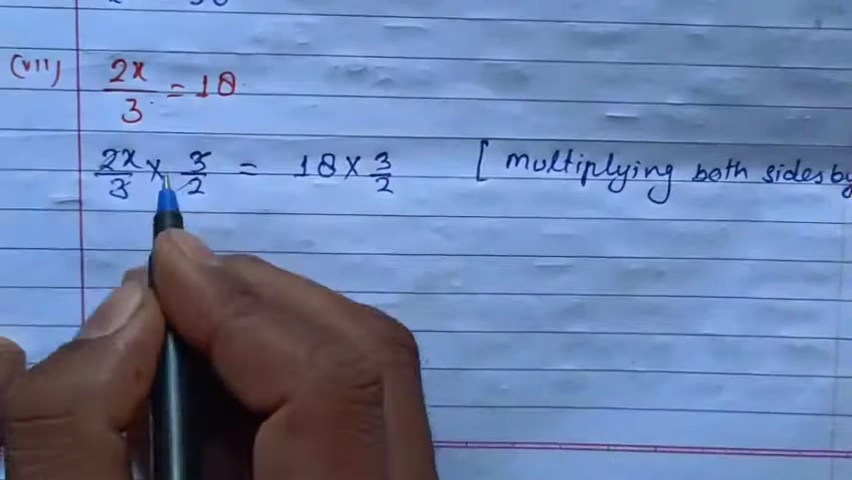 (vii) 2x/3 = 18
2x/3 × 3/2 = 18 × 3/2 [ multiplying both sides by